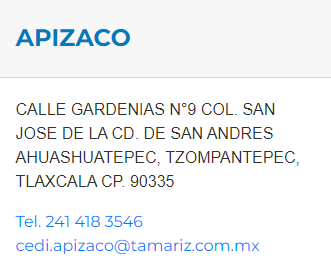 APIZACO
CALLE GARDENIAS N°9 COL. SAN
JOSE DE LA CD. DE SAN ANDRES
AHUASHUATEPEC, TZOMPANTEPEC,
TLAXCALA CP. 90335
Tel. 241 418 3546
cedi.apizaco@tamariz.com.mx